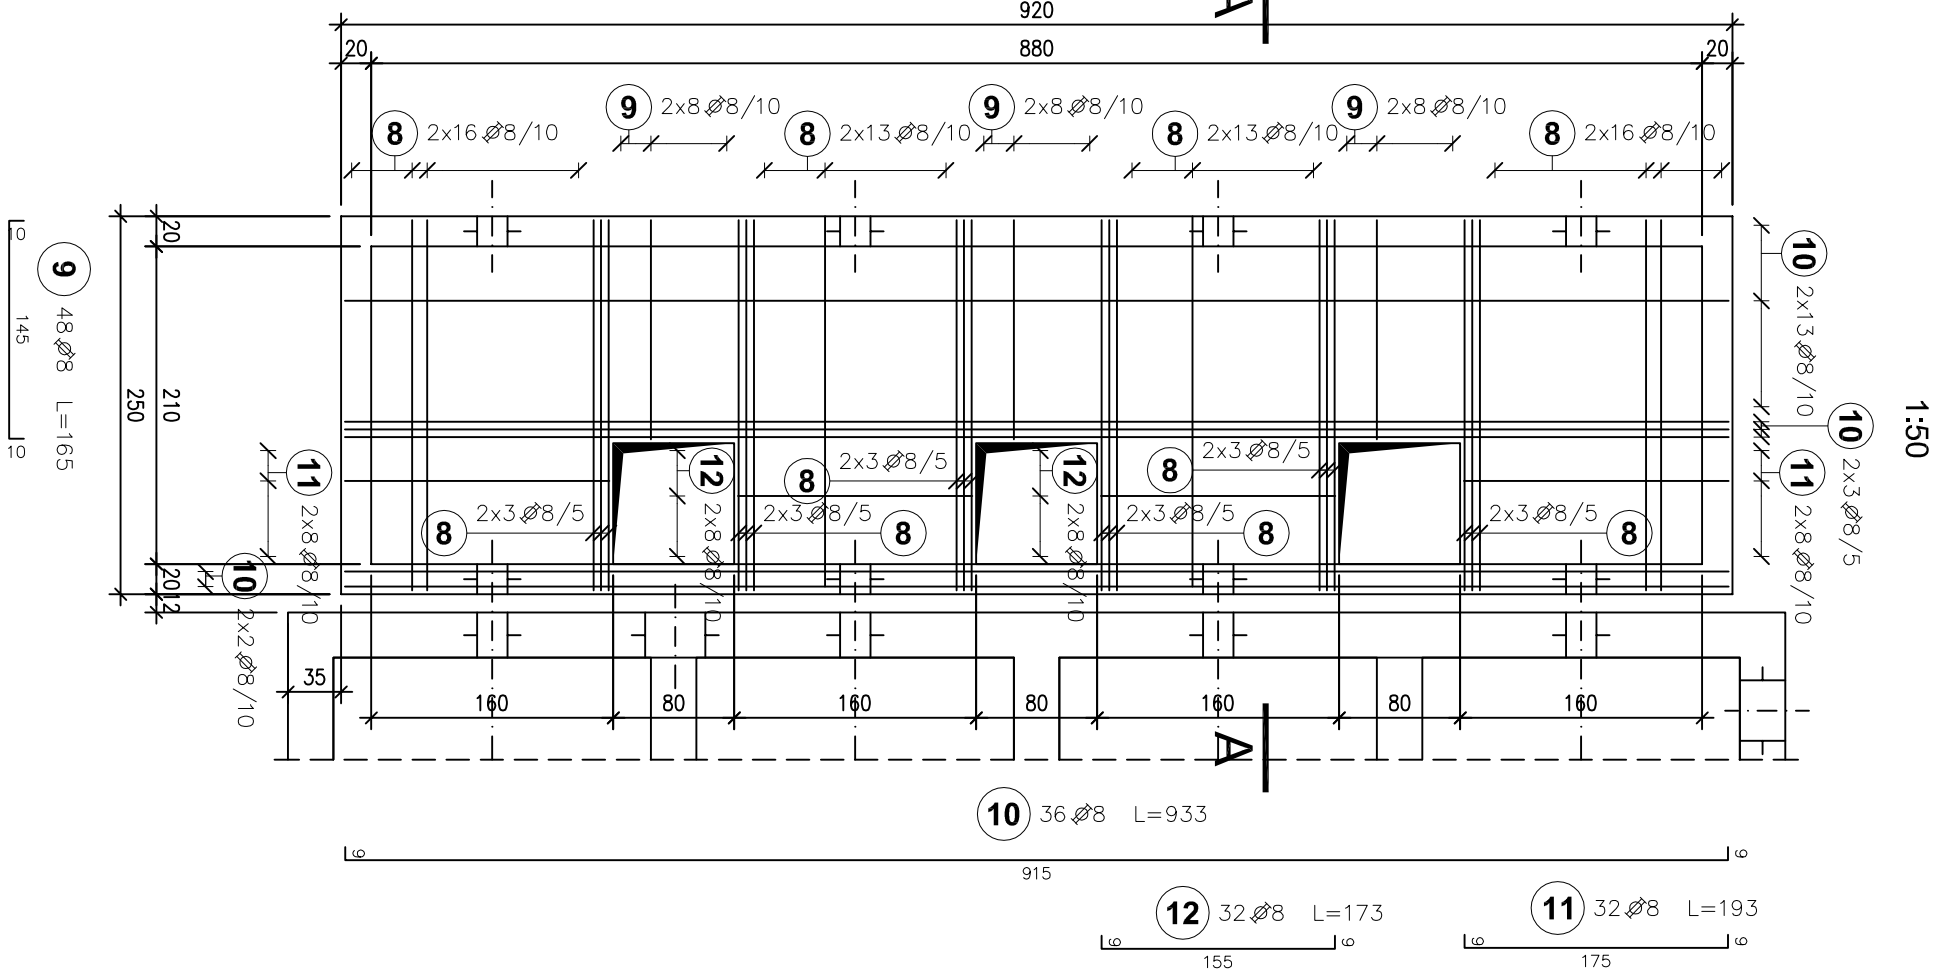 A
920
20
880
20
9 2x8 ⌀8/10
9 2x8 ⌀8/10
9 2x8 ⌀8/10
8 2x16 ⌀8/10
8 2x13 ⌀8/10
8 2x13 ⌀8/10
8 2x16 ⌀8/10
10
145
10
9 48 ⌀8 L=165
250
20
210
20
12
10 2x13 ⌀8/10
10 2x3 ⌀8/5
11 2x8 ⌀8/10
1:50
11 2x8 ⌀8/10
10 2x2 ⌀8/10
12 2x8 ⌀8/10
12 2x8 ⌀8/10
8 2x3 ⌀8/5
8 2x3 ⌀8/5
8 2x3 ⌀8/5
2x3 ⌀8/5 8
2x3 ⌀8/5 8
2x3 ⌀8/5 8
35
160
80
160
80
160
80
160
A
10 36 ⌀8 L=933
9
915
9
12 32 ⌀8 L=173
9
155
9
11 32 ⌀8 L=193
9
175
9